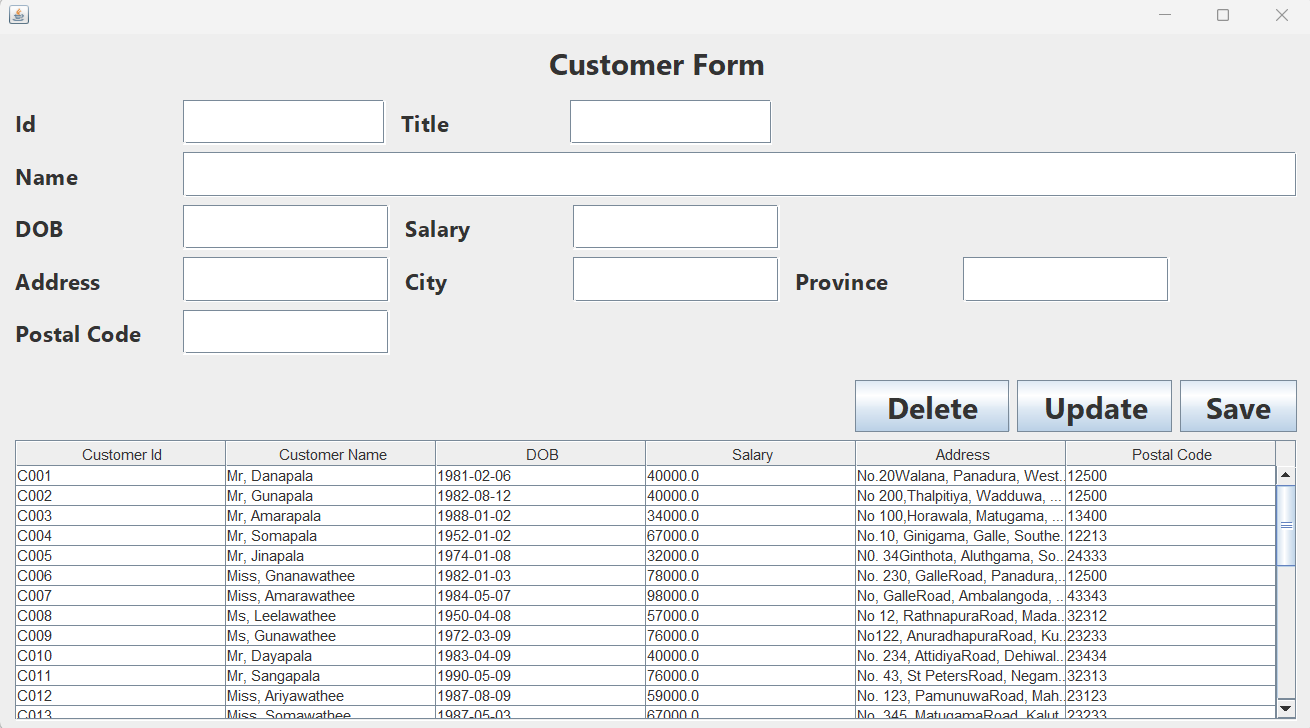 Customer Form
Id Title
Name
DOB Salary
Address City Province
Postal Code
Delete Update Save
Customer Id Customer Name DOB Salary Address Postal Code
C001 Mr, Danapala 1981-02-06 40000.0 No.20Walana, Panadura, West... 12500
C002 Mr, Gunapala 1982-08-12 40000.0 No 200,Thalpitiya, Wadduwa, ... 12500
C003 Mr, Amarapala 1988-01-02 34000.0 No 100,Horawala, Matugama, ... 13400
C004 Mr, Somapala 1952-01-02 67000.0 No.10, Ginigama, Galle, Southe... 12213
C005 Mr, Jinapala 1974-01-08 32000.0 N0. 34Ginthota, Aluthgama, So... 24333
C006 Miss, Gnanawathee 1982-01-03 78000.0 No. 230, GalleRoad, Panadura,... 12500
C007 Miss, Amarawathee 1984-05-07 98000.0 No, GalleRoad, Ambalangoda, ... 43343
C008 Ms, Leelawathee 1950-04-08 57000.0 No 12, RathnapuraRoad, Mada... 32312
C009 Ms, Gunawathee 1972-03-09 76000.0 No122, AnuradhapuraRoad, Ku... 23233
C010 Mr, Dayapala 1983-04-09 40000.0 No. 234, AttidiyaRoad, Dehiwal... 23434
C011 Mr, Sangapala 1990-05-09 76000.0 No. 43, St PetersRoad, Negam... 32313
C012 Miss, Ariyawathee 1987-08-09 59000.0 No. 123, PamunuwaRoad, Mah... 23123
C013 Miss, Somawathee 1987-05-03 67000.0 No. 345, MatugamaRoad, Kalut... 23233